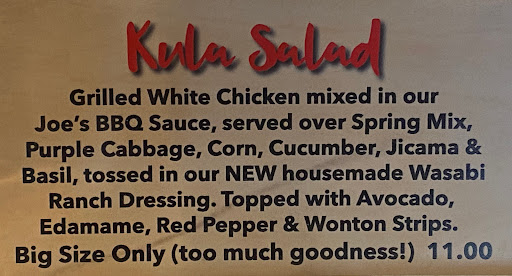 Kula Salad
Grilled White Chicken mixed in our
Joe's BBQ Sauce, served over Spring Mix,
Purple Cabbage, Corn, Cucumber, Jicama &
Basil, tossed in our NEW housemade Wasabi
Ranch Dressing. Topped with Avocado,
Edamame, Red Pepper & Wonton Strips.
Big Size Only (too much goodness!) 11.00